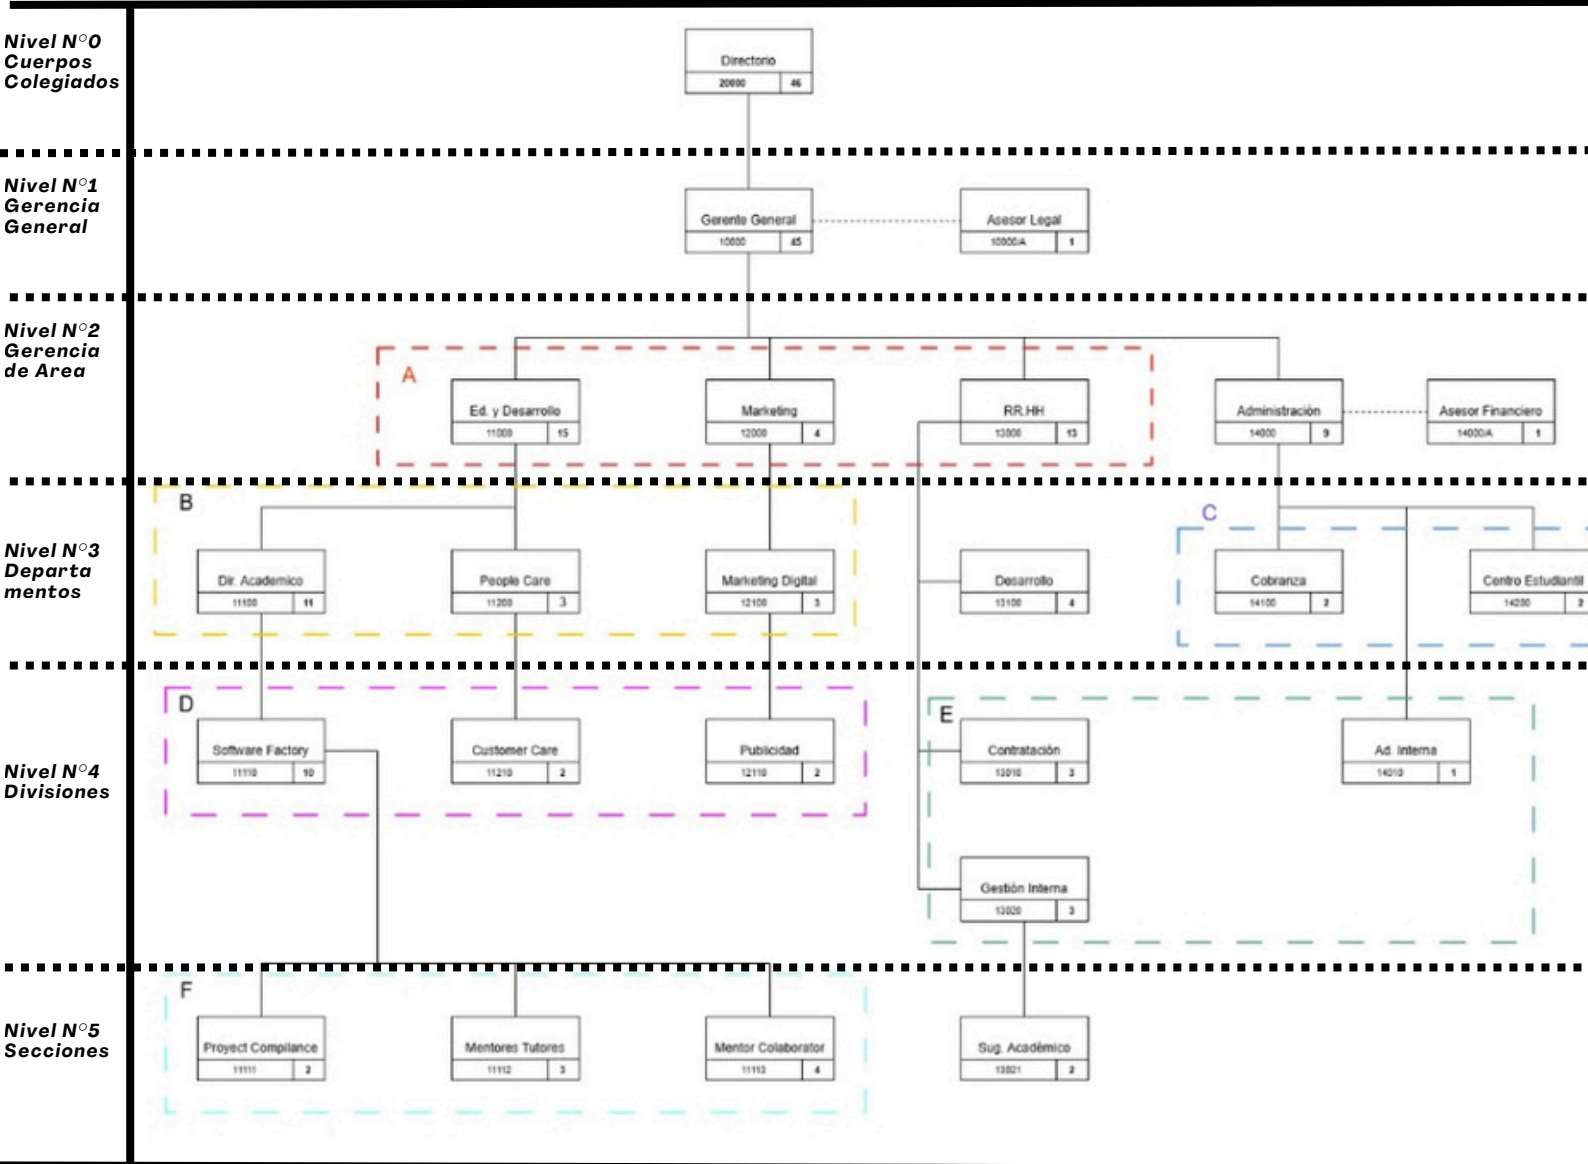 Nivel N°0
Cuerpos
Colegiados
Directorio
20000 46
Nivel N°1
Gerencia
General
Gerente General
10000 45
Asesor Legal
10000/A 1
Nivel N°2
Gerencia
de Area
A
Ed. y Desarrollo
11000 15
Marketing
12000 4
RR.HH
13000 13
Administración
14000 9
Asesor Financiero
14000/A 1
Nivel N°3
Departa
mentos
B
Dir. Academico
11100 11
People Care
11200 3
Marketing Digital
12100 3
Desarrollo
13100 4
C
Cobranza
14100 2
Centro Estudiantil
14200 2
Nivel N°4
Divisiones
D
Software Factory
11110 10
Customer Care
11210 2
Publicidad
12110 2
E
Contratación
13010 3
Ad. Interna
14010 1
Gestión Interna
13020 3
Nivel N°5
Secciones
F
Proyect Compilance
11111 2
Mentores Tutores
11112 3
Mentor Colaborator
11113 4
Sug. Acadèmico
13021 2